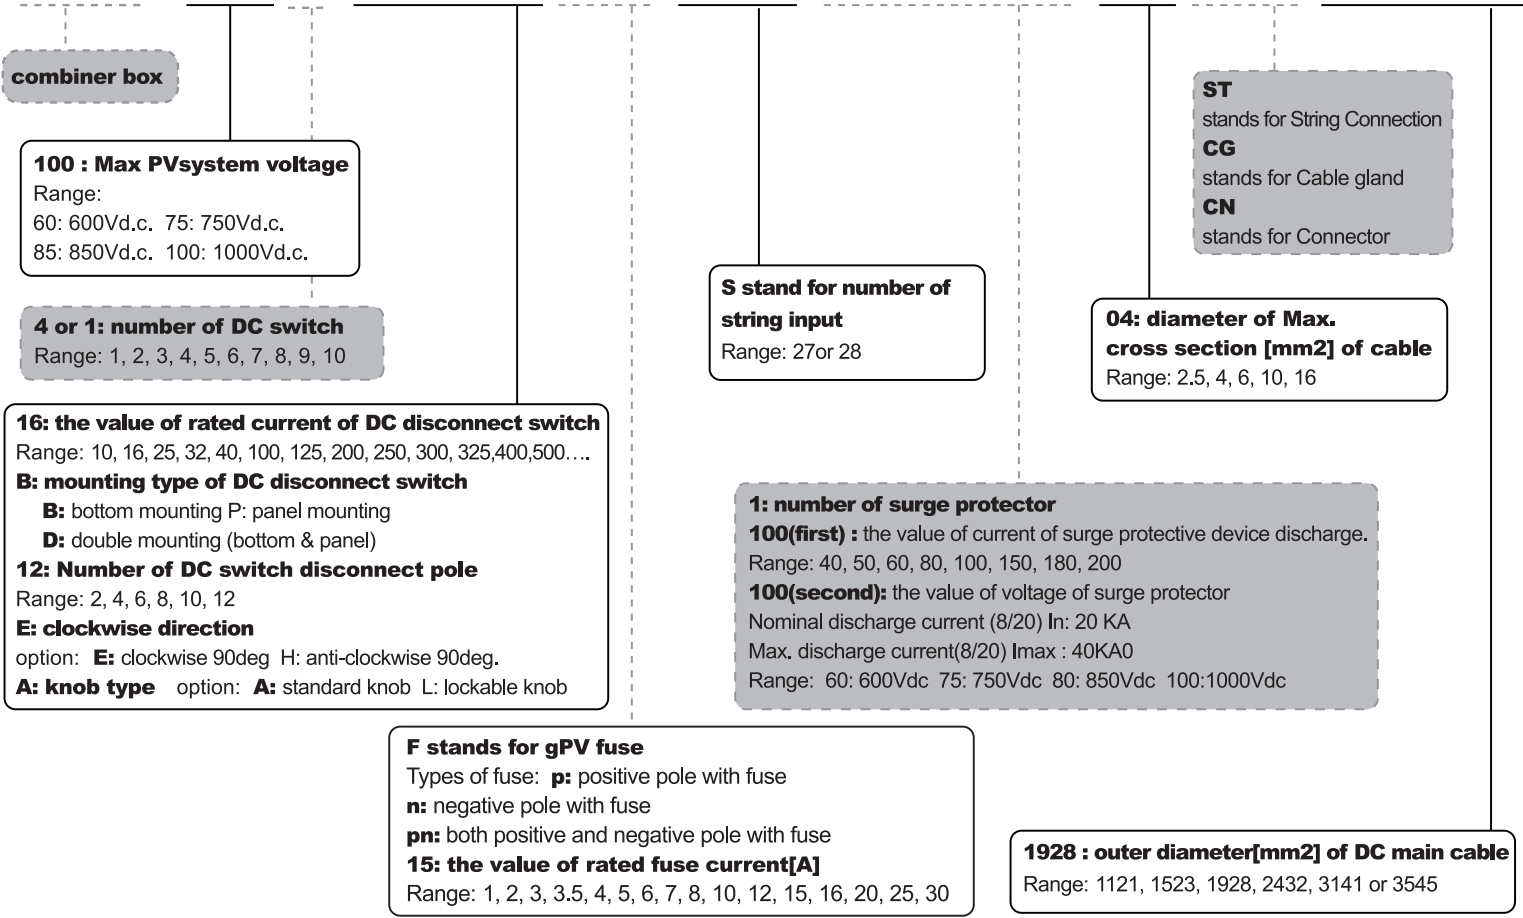 combiner box
100 : Max PVsystem voltage
Range:
60: 600Vd.c. 75: 750Vd.c.
85: 850Vd.c. 100: 1000Vd.c.
4 or 1: number of DC switch
Range: 1, 2, 3, 4, 5, 6, 7, 8, 9, 10
16: the value of rated current of DC disconnect switch
Range: 10, 16, 25, 32, 40, 100, 125, 200, 250, 300, 325,400,500….
B: mounting type of DC disconnect switch
B: bottom mounting P: panel mounting
D: double mounting (bottom & panel)
12: Number of DC switch disconnect pole
Range: 2, 4, 6, 8, 10, 12
E: clockwise direction
option: E: clockwise 90deg H: anti-clockwise 90deg.
A: knob type option: A: standard knob L: lockable knob
F stands for gPV fuse
Types of fuse: p: positive pole with fuse
n: negative pole with fuse
pn: both positive and negative pole with fuse
15: the value of rated fuse current[A]
Range: 1, 2, 3, 3.5, 4, 5, 6, 7, 8, 10, 12, 15, 16, 20, 25, 30
S stand for number of
string input
Range: 27or 28
1: number of surge protector
100(first) : the value of current of surge protective device discharge.
Range: 40, 50, 60, 80, 100, 150, 180, 200
100(second): the value of voltage of surge protector
Nominal discharge current (8/20) In: 20 KA
Max. discharge current(8/20) Imax : 40KA0
Range: 60: 600Vdc 75: 750Vdc 80: 850Vdc 100:1000Vdc
04: diameter of Max.
cross section [mm2] of cable
Range: 2.5, 4, 6, 10, 16
ST
stands for String Connection
CG
stands for Cable gland
CN
stands for Connector
1928 : outer diameter[mm2] of DC main cable
Range: 1121, 1523, 1928, 2432, 3141 or 3545